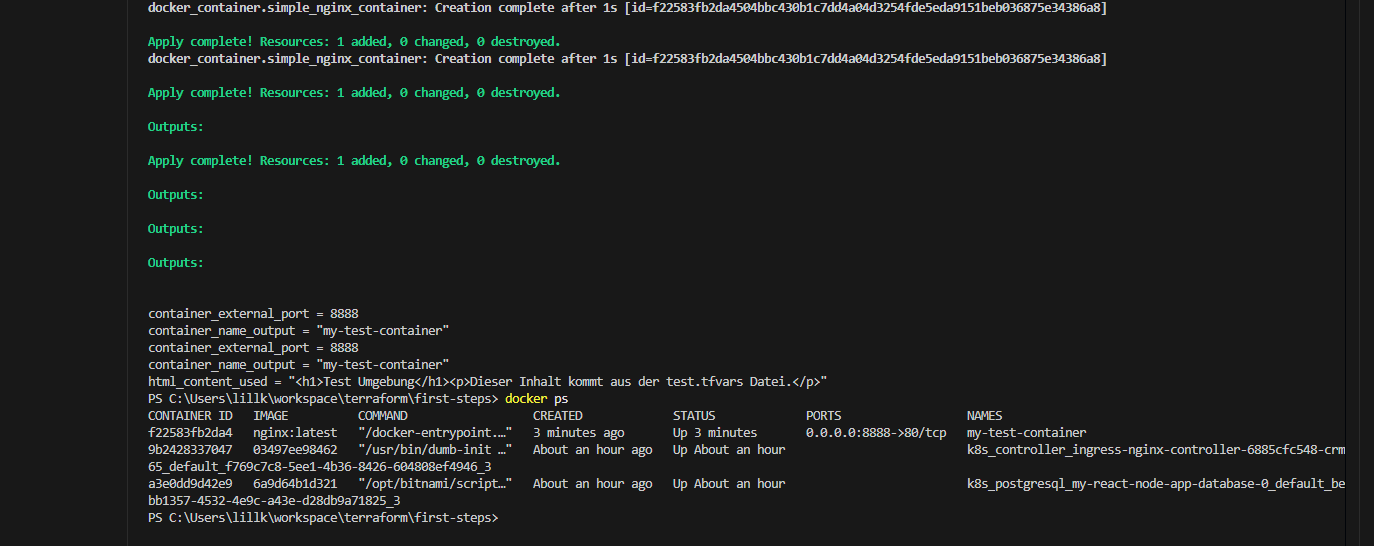 docker_container.simple_nginx_container: Creation complete after 1s [id=f22583fb2da4504bbc430b1c7dd4a04d3254fde5eda9151beb036875e34386a8]
Apply complete! Resources: 1 added, 0 changed, 0 destroyed.
docker_container.simple_nginx_container: Creation complete after 1s [id=f22583fb2da4504bbc430b1c7dd4a04d3254fde5eda9151beb036875e34386a8]
Apply complete! Resources: 1 added, 0 changed, 0 destroyed.
Outputs:
Apply complete! Resources: 1 added, 0 changed, 0 destroyed.
Outputs:
Outputs:
Outputs:
container_external_port = 8888
container_name_output = "my-test-container"
container_external_port = 8888
container_name_output = "my-test-container"
html_content_used = "<h1>Test Umgebung</h1><p>Dieser Inhalt kommt aus der test.tfvars Datei.</p>"
PS C:\Users\lillk\workspace\terraform\first-steps> docker ps
CONTAINER ID   IMAGE          COMMAND                  CREATED             STATUS             PORTS                  NAMES
f22583fb2da4   nginx:latest   "/docker-entrypoint.…"   3 minutes ago       Up 3 minutes       0.0.0.0:8888->80/tcp   my-test-container
9b2428337047   03497ee98462   "/usr/bin/dumb-init …"   About an hour ago   Up About an hour                          k8s_controller_ingress-nginx-controller-6885cfc548-crm
65_default_f769c7c8-5ee1-4b36-8426-604808ef4946_3
a3e0dd9d42e9   6a9d64b1d321   "/opt/bitnami/script…"   About an hour ago   Up About an hour                          k8s_postgresql_my-react-node-app-database-0_default_be
bb1357-4532-4e9c-a43e-d28db9a71825_3
PS C:\Users\lillk\workspace\terraform\first-steps>